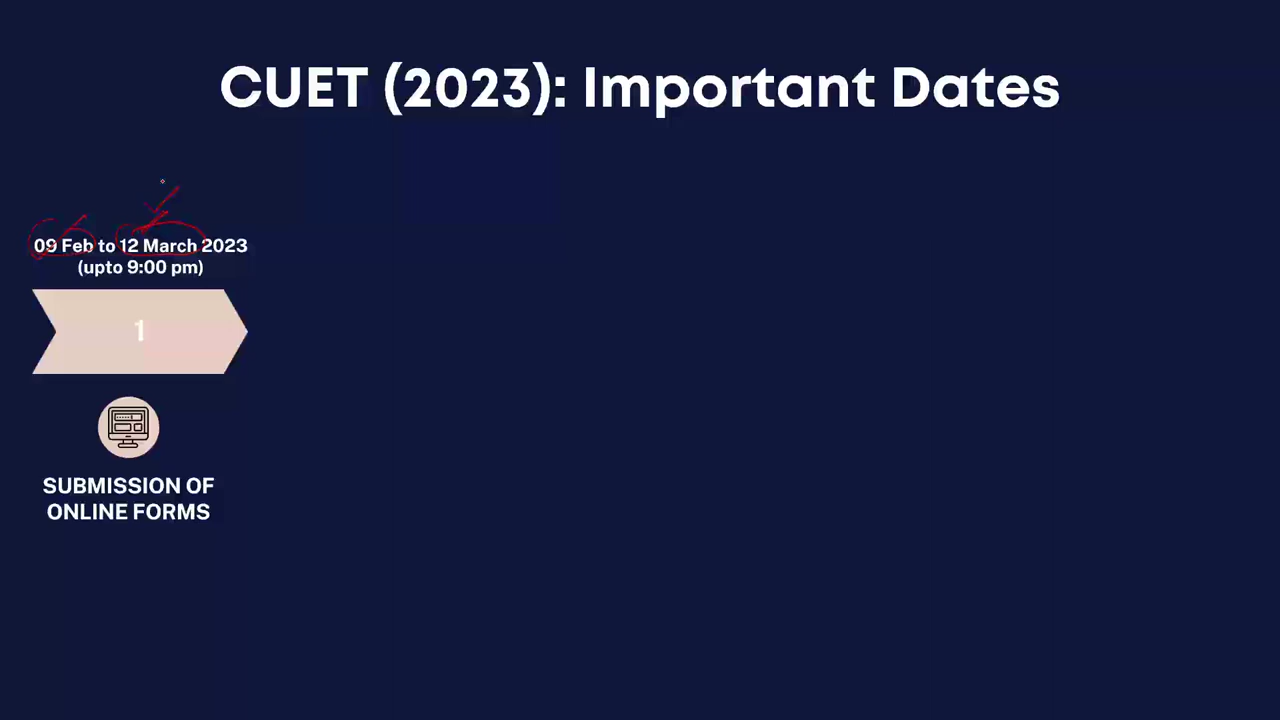 CUET (2023): Important Dates
09 Feb to 12 March 2023
(upto 9:00 pm)
1
SUBMISSION OF
ONLINE FORMS